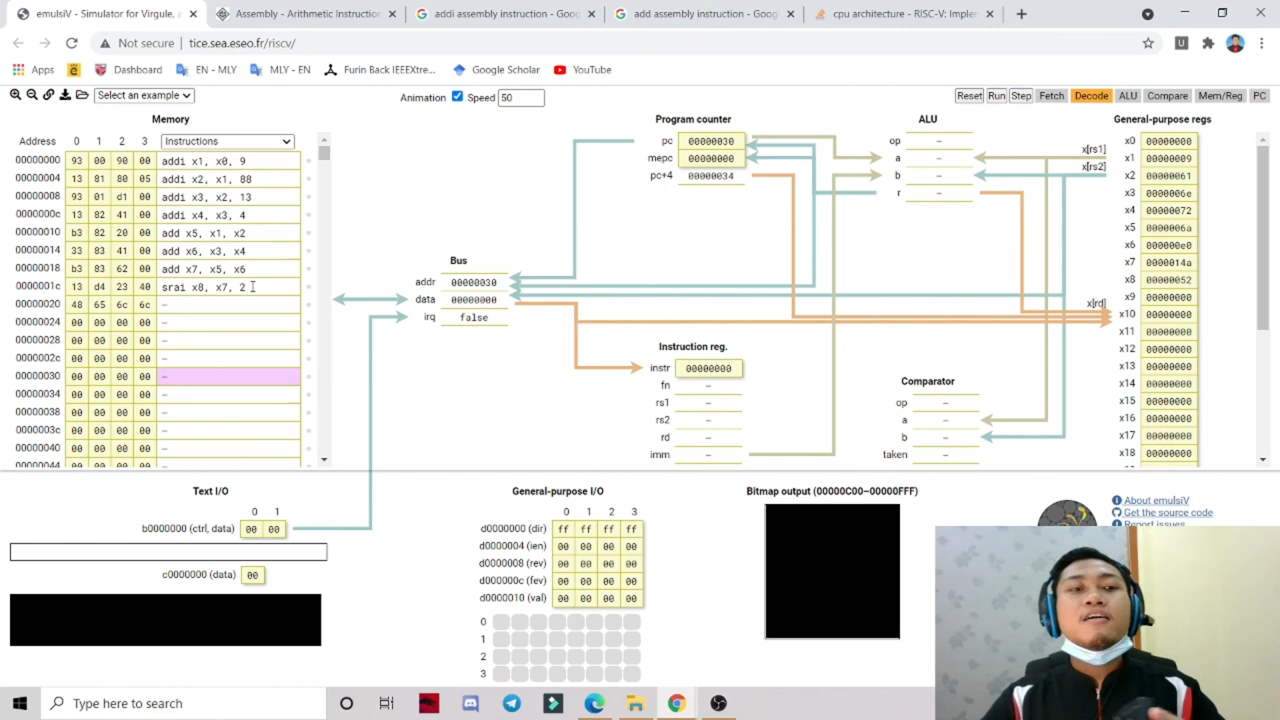 emulsiV - Simulator for Virgule, a
Assembly - Arithmetic Instructio
addi assembly instruction - Goog
add assembly instruction - Goog
cpu architecture - RISC-V: Implem
Not secure | tice.sea.eseo.fr/riscv/
U
Apps Dashboard EN - MLY MLY - EN Furin Back IEEEXtre... Google Scholar YouTube
Select an example Animation Speed 50 Reset Run Step Fetch Decode ALU Compare Mem/Reg PC
Memory
Address 0 1 2 3 Instructions
00000000 93 00 90 00 addi x1, x0, 9
00000004 13 81 80 05 addi x2, x1, 88
00000008 93 01 d1 00 addi x3, x2, 13
0000000c 13 82 41 00 addi x4, x3, 4
00000010 b3 82 20 00 add x5, x1, x2
00000014 33 83 41 00 add x6, x3, x4
00000018 b3 83 62 00 add x7, x5, x6
0000001c 13 d4 23 40 srai x8, x7, 2
00000020 48 65 6c 6c -
00000024 00 00 00 00 -
00000028 00 00 00 00 -
0000002c 00 00 00 00 -
00000030 00 00 00 00 -
00000034 00 00 00 00 -
00000038 00 00 00 00 -
0000003c 00 00 00 00 -
00000040 00 00 00 00 -
00000044 00 00 00 00 -
Program counter
pc 00000030
mepc 00000000
pc+4 00000034
Bus
addr 00000030
data 00000000
irq false
Instruction reg.
instr 00000000
fn -
rs1 -
rs2 -
rd -
imm -
ALU
op -
a -
b -
r -
Comparator
op -
a -
b -
taken -
General-purpose regs
x[rs1]
x[rs2]
x[rd]
x0 00000000
x1 00000009
x2 00000061
x3 0000006e
x4 00000072
x5 0000006a
x6 000000e0
x7 0000014a
x8 00000052
x9 00000000
x10 00000000
x11 00000000
x12 00000000
x13 00000000
x14 00000000
x15 00000000
x16 00000000
x17 00000000
x18 00000000
Text I/O
0 1
b0000000 (ctrl, data) 00 00
c0000000 (data) 00
General-purpose I/O
0 1 2 3
d0000000 (dir) ff ff ff ff
d0000004 (ien) 00 00 00 00
d0000008 (rev) 00 00 00 00
d000000c (fev) 00 00 00 00
d0000010 (val) 00 00 00 00
0
1
2
3
Bitmap output (00000C00–00000FFF)
About emulsiV
Get the source code
Report issues
Type here to search